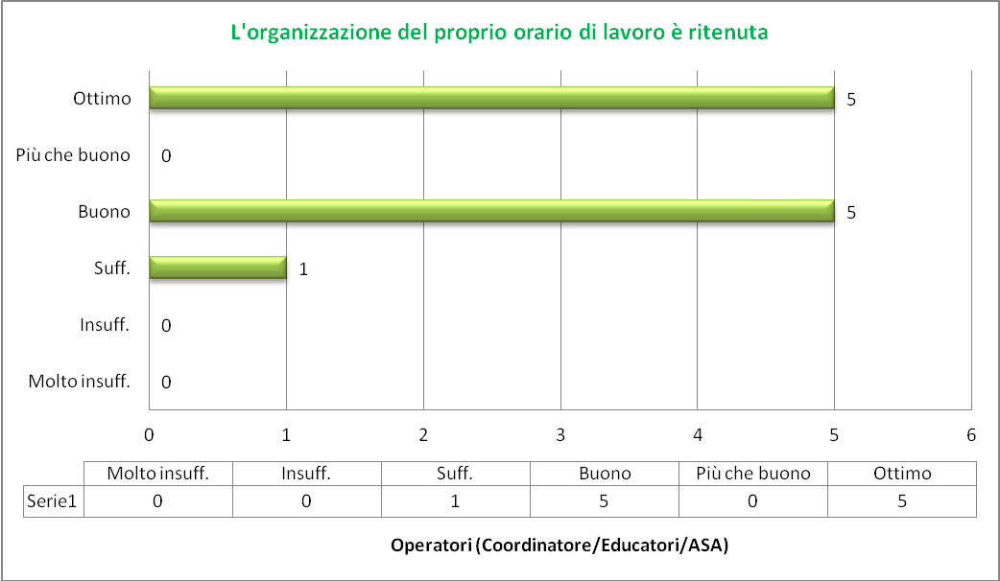 L'organizzazione del proprio orario di lavoro è ritenuta
Ottimo 5
Più che buono 0
Buono 5
Suff. 1
Insuff. 0
Molto insuff. 0
0 1 2 3 4 5 6
Molto insuff. Insuff. Suff. Buono Più che buono Ottimo
Serie1 0 0 1 5 0 5
Operatori (Coordinatore/Educatori/ASA)